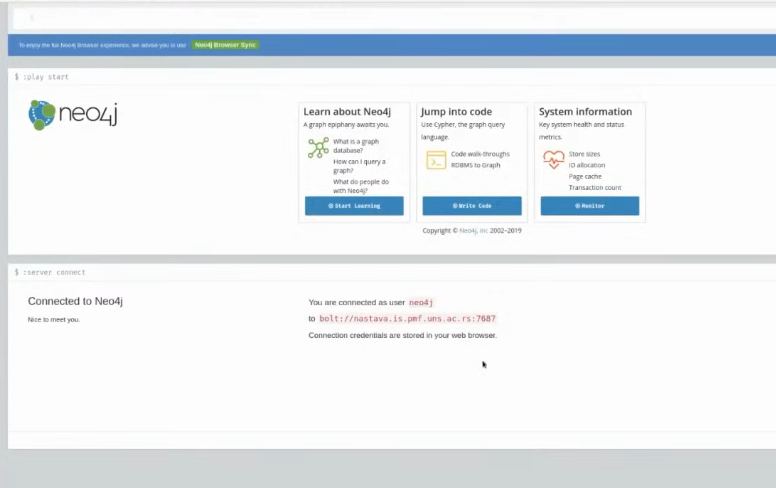 To enjoy the full Neo4j Browser experience, we advise you to use Neo4j Browser Sync
$ :play start
neo4j
Learn about Neo4j
A graph epiphany awaits you.
What is a graph
database?
How can I query a
graph?
What do people do
with Neo4j?
Start Learning
Jump into code
Use Cypher, the graph query
language.
Code walk-throughs
RDBMS to Graph
Write Code
System information
Key system health and status
metrics.
Store sizes
ID allocation
Page cache
Transaction count
Monitor
Copyright © Neo4j, Inc 2002–2019
$ :server connect
Connected to Neo4j
Nice to meet you.
You are connected as user neo4j
to bolt://nastava.is.pmf.uns.ac.rs:7687
Connection credentials are stored in your web browser.